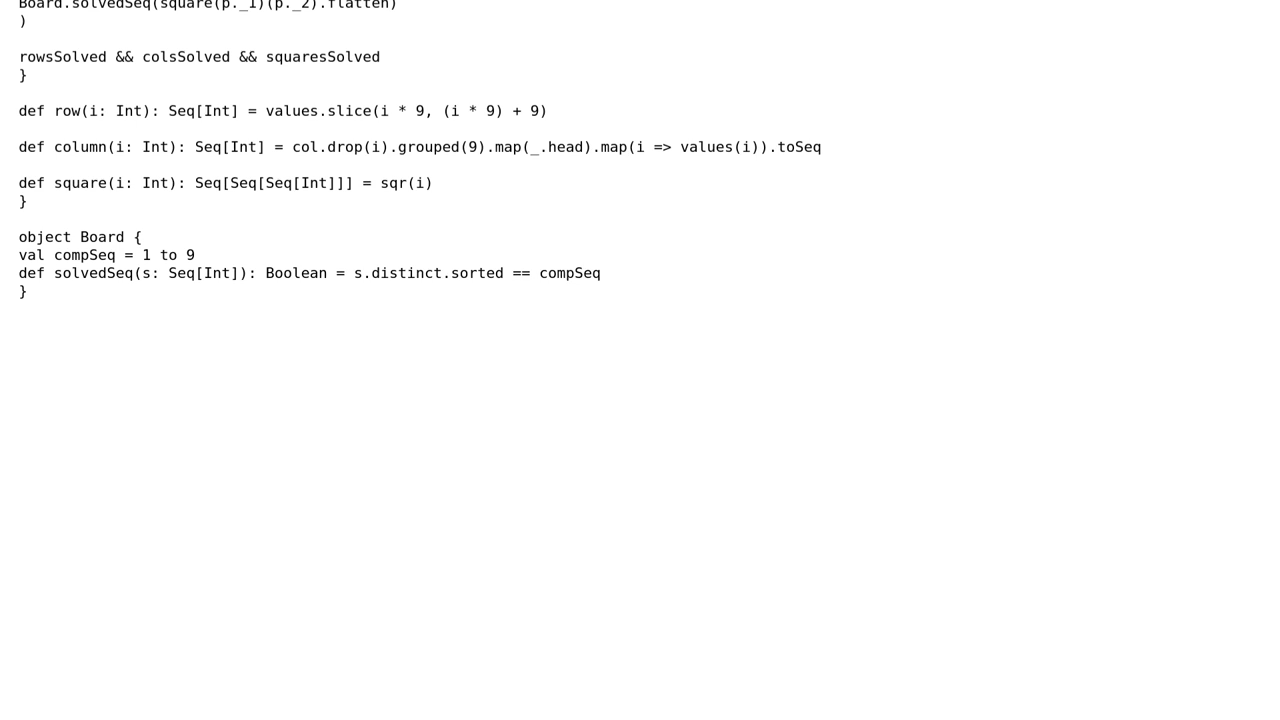 Board.solvedSeq(square(p._1)(p._2).flatten)
)
rowsSolved && colsSolved && squaresSolved
}
def row(i: Int): Seq[Int] = values.slice(i * 9, (i * 9) + 9)
def column(i: Int): Seq[Int] = col.drop(i).grouped(9).map(_.head).map(i => values(i)).toSeq
def square(i: Int): Seq[Seq[Seq[Int]]] = sqr(i)
}
object Board {
val compSeq = 1 to 9
def solvedSeq(s: Seq[Int]): Boolean = s.distinct.sorted == compSeq
}